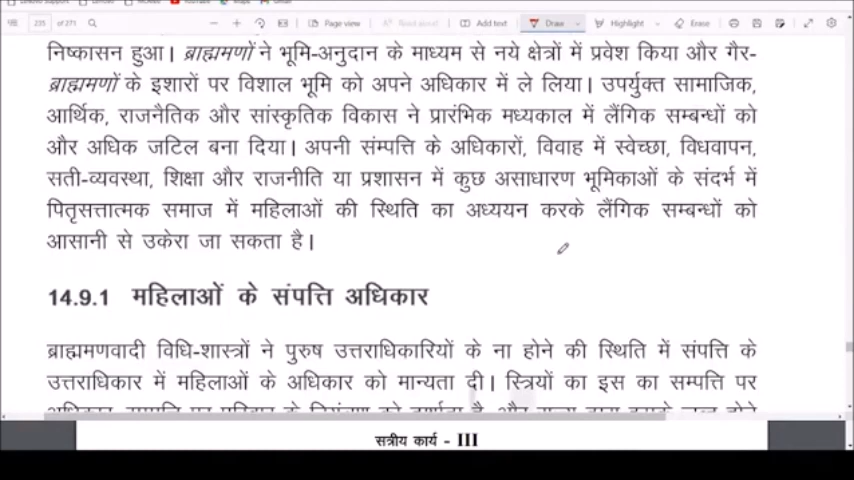 YouTube
Maps
Gmail
235 of 271
Page view
Read aloud
Add text
Draw
Highlight
Erase
निष्कासन हुआ। ब्राह्मणों ने भूमि-अनुदान के माध्यम से नये क्षेत्रों में प्रवेश किया और गैर-
ब्राह्मणों के इशारों पर विशाल भूमि को अपने अधिकार में ले लिया। उपर्युक्त सामाजिक,
आर्थिक, राजनैतिक और सांस्कृतिक विकास ने प्रारंभिक मध्यकाल में लैंगिक सम्बन्धों को
और अधिक जटिल बना दिया। अपनी संम्पत्ति के अधिकारों, विवाह में स्वेच्छा, विधवापन,
सती-व्यवस्था, शिक्षा और राजनीति या प्रशासन में कुछ असाधारण भूमिकाओं के संदर्भ में
पितृसत्तात्मक समाज में महिलाओं की स्थिति का अध्ययन करके लैंगिक सम्बन्धों को
आसानी से उकेरा जा सकता है।
14.9.1 महिलाओं के संपत्ति अधिकार
ब्राह्मणवादी विधि-शास्त्रों ने पुरुष उत्तराधिकारियों के ना होने की स्थिति में संपत्ति के
उत्तराधिकार में महिलाओं के अधिकार को मान्यता दी। स्त्रियों का इस का सम्पत्ति पर
सत्रीय कार्य - III